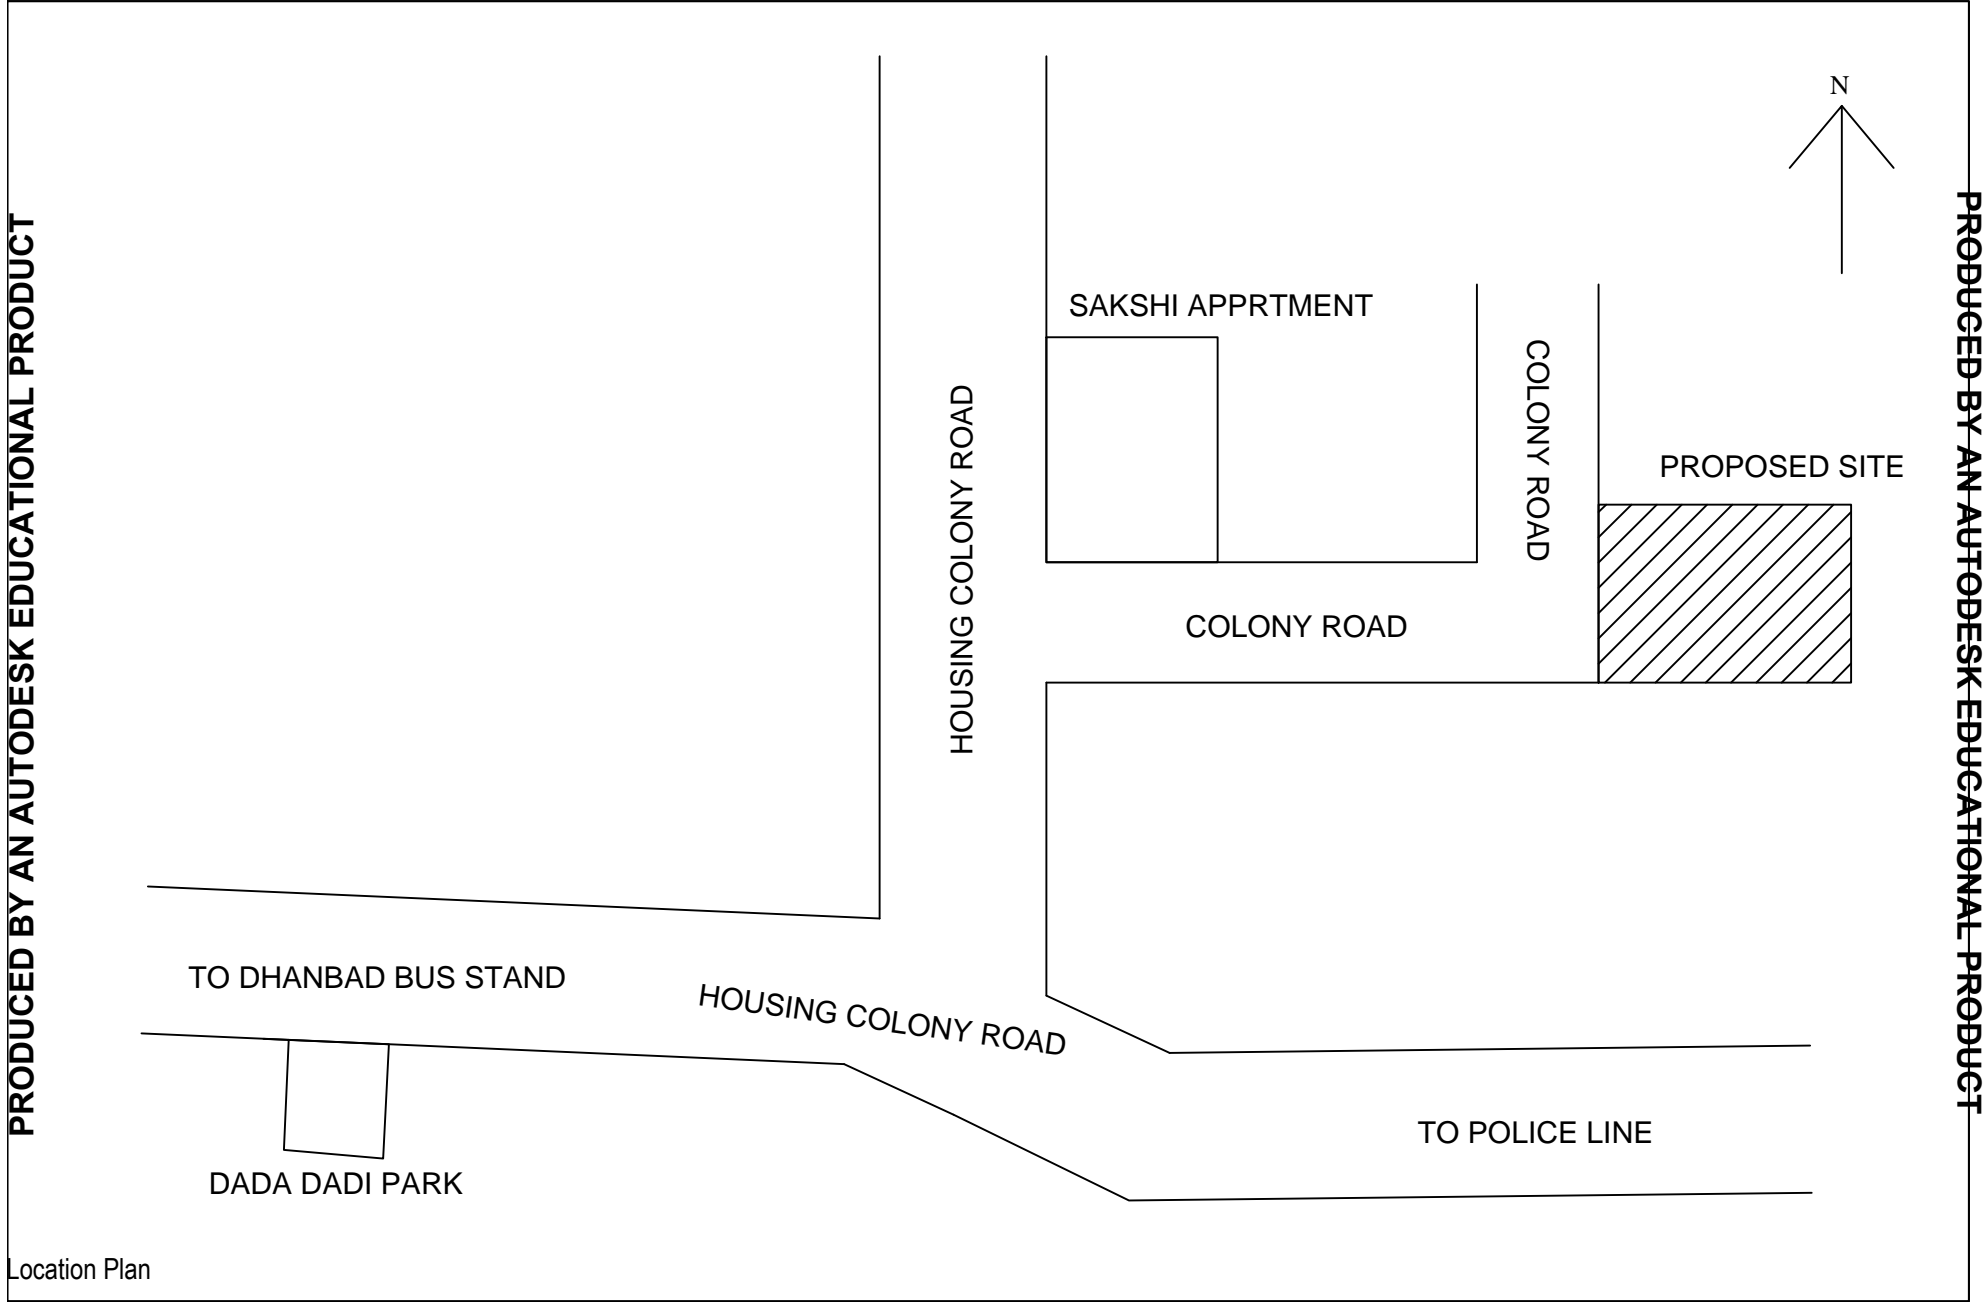 N
SAKSHI APPRTMENT
COLONY ROAD
HOUSING COLONY ROAD
PROPOSED SITE
COLONY ROAD
TO DHANBAD BUS STAND
HOUSING COLONY ROAD
TO POLICE LINE
DADA DADI PARK
Location Plan
PRODUCED BY AN AUTODESK EDUCATIONAL PRODUCT
PRODUCED BY AN AUTODESK EDUCATIONAL PRODUCT